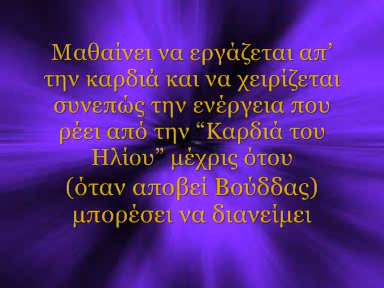 Μαθαίνει να εργάζεται απ’
την καρδιά και να χειρίζεται
συνεπώς την ενέργεια που
ρέει από την “Καρδιά του
Ηλίου” μέχρις ότου
(όταν αποβεί Βούδδας)
μπορέσει να διανείμει